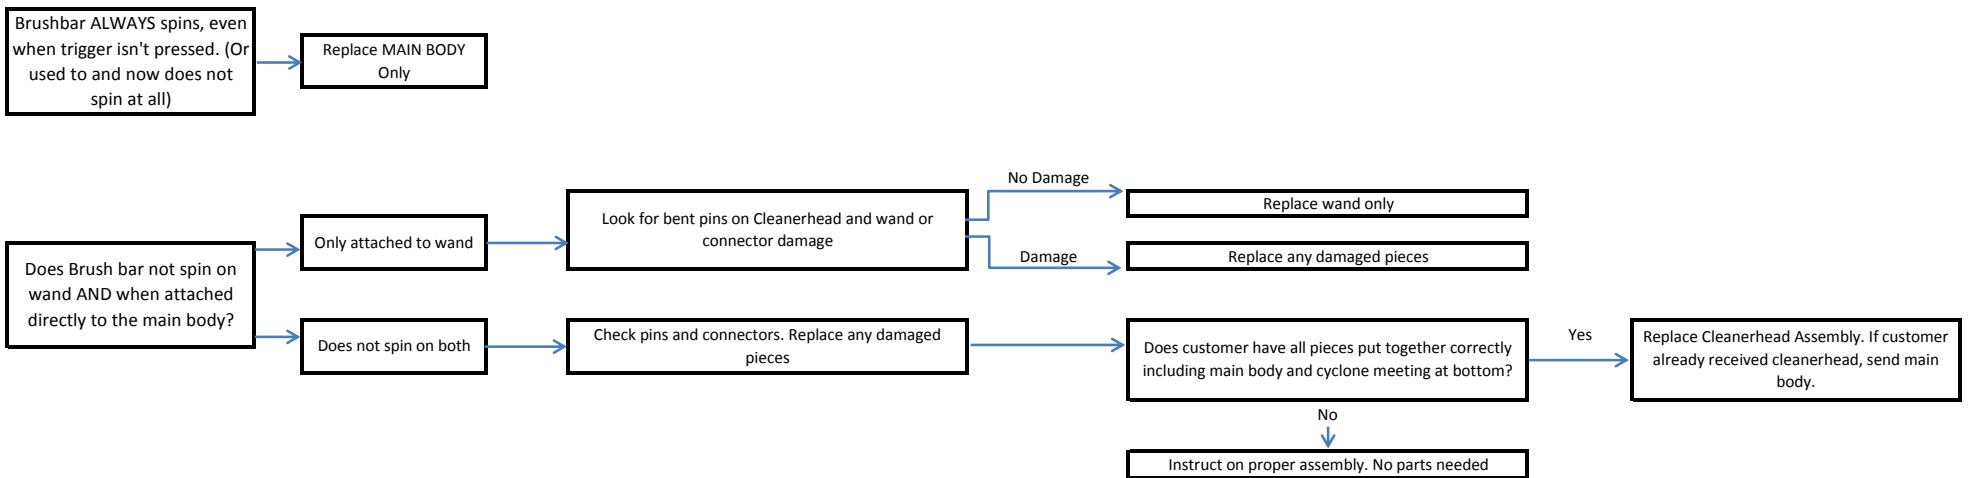 Brushbar ALWAYS spins, even
when trigger isn't pressed. (Or
used to and now does not
spin at all)
Replace MAIN BODY
Only
Does Brush bar not spin on
wand AND when attached
directly to the main body?
Only attached to wand
Look for bent pins on Cleanerhead and wand or
connector damage
No Damage
Replace wand only
Damage
Replace any damaged pieces
Does not spin on both
Check pins and connectors. Replace any damaged
pieces
Does customer have all pieces put together correctly
including main body and cyclone meeting at bottom?
Yes
Replace Cleanerhead Assembly. If customer
already received cleanerhead, send main
body.
No
Instruct on proper assembly. No parts needed